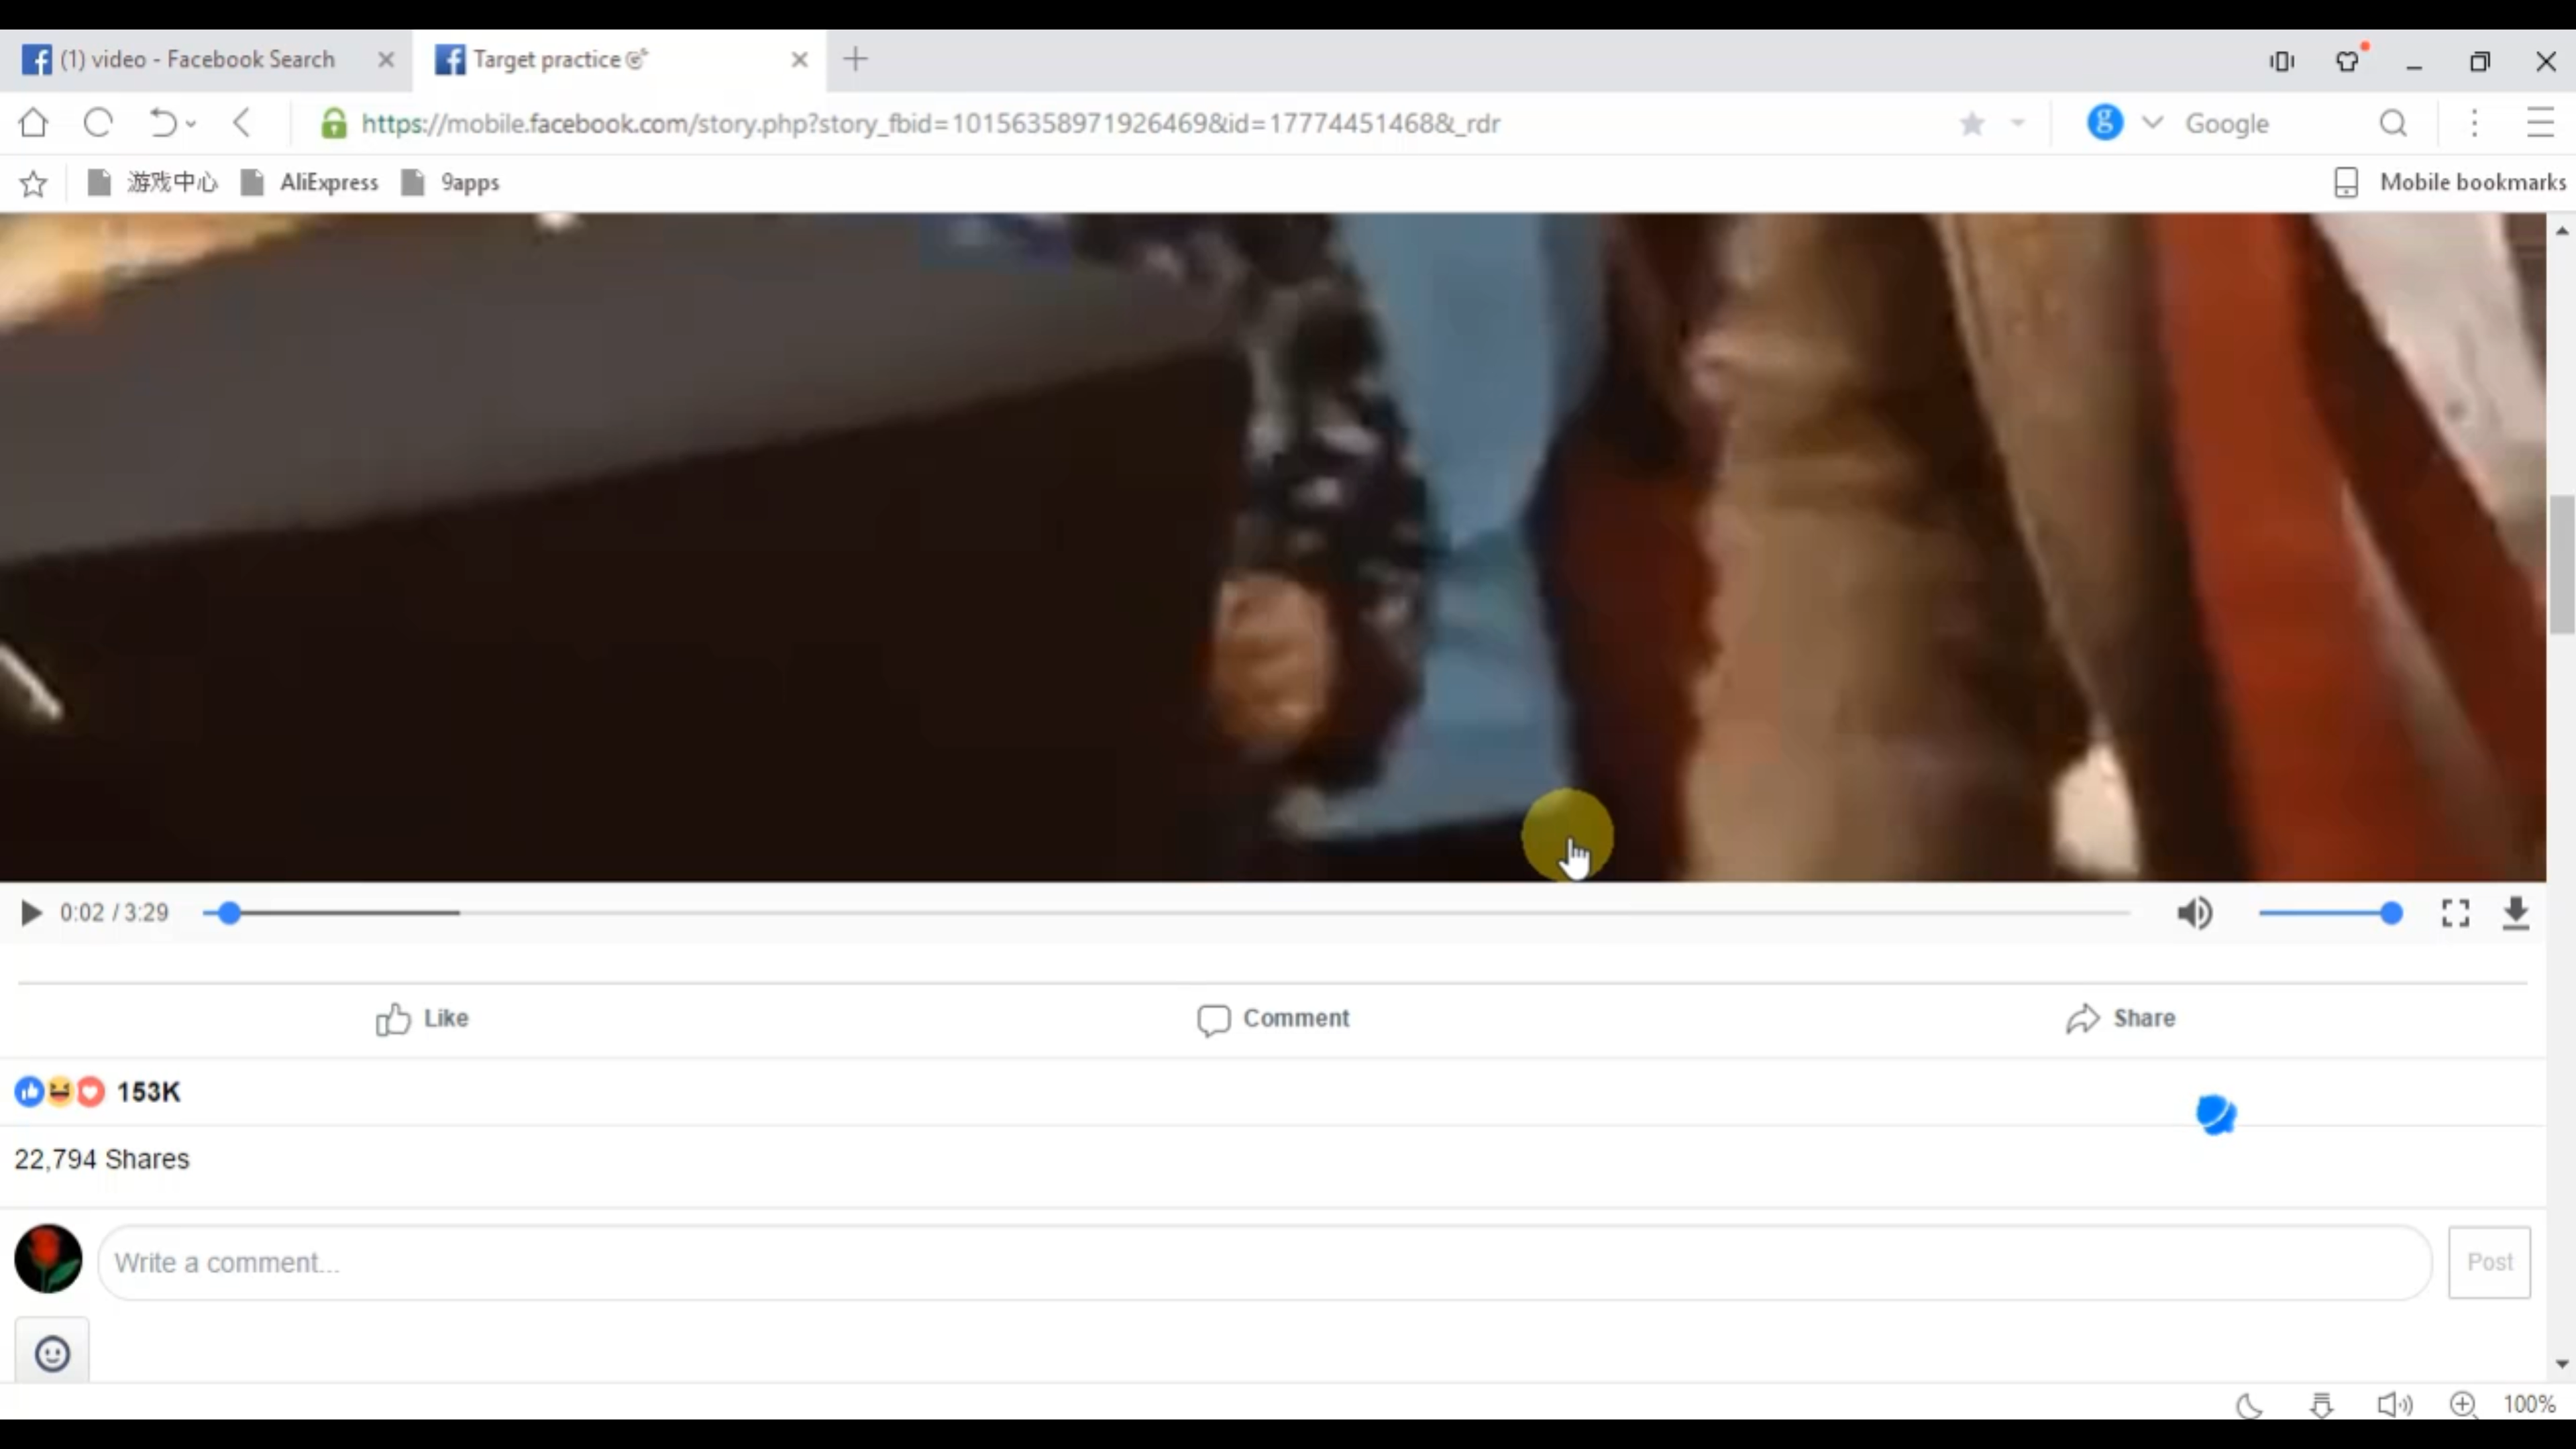 (1) video - Facebook Search
Target practice
https://mobile.facebook.com/story.php?story_fbid=10156358971926469&id=177744514​68&_rdr
Google
游戏中心
AliExpress
9apps
Mobile bookmarks
0:02 / 3:29
Like
Comment
Share
153K
22,794 Shares
Write a comment...
Post
100%